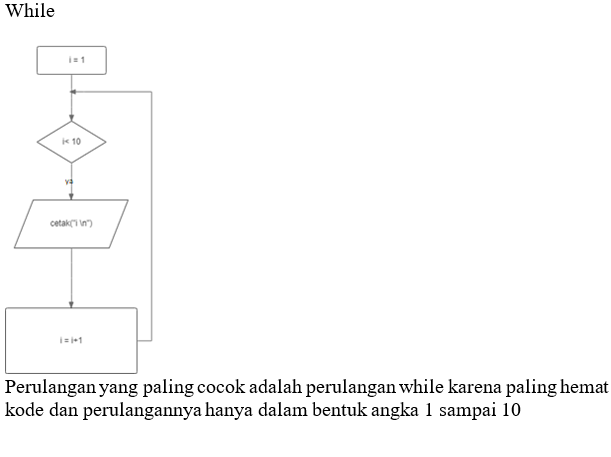 While
i = 1
i< 10
ya
cetak("i \n")
i = i+1
Perulangan yang paling cocok adalah perulangan while karena paling hemat
kode dan perulangannya hanya dalam bentuk angka 1 sampai 10